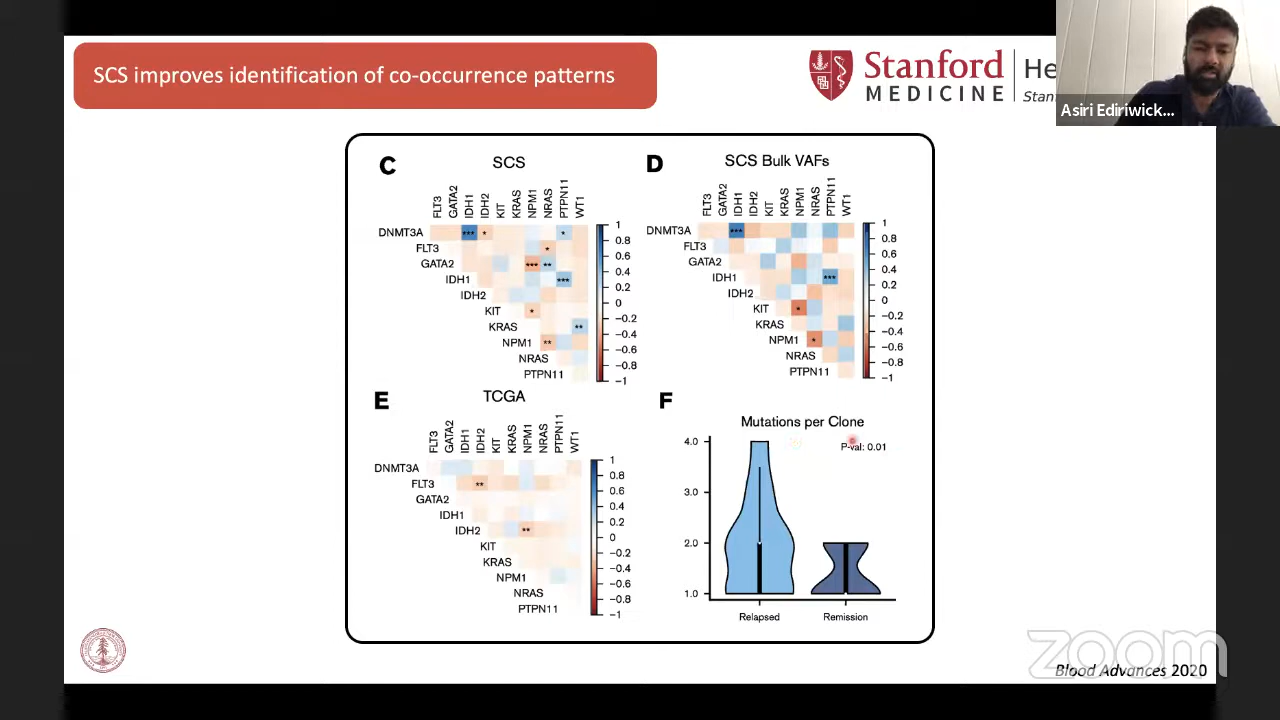 SCS improves identification of co-occurrence patterns
Stanford
MEDICINE
He
Stan
Asiri Ediriwick...
C
SCS
FLT3
GATA2
IDH1
IDH2
KIT
KRAS
NPM1
NRAS
PTPN11
WT1
DNMT3A
*** * *
FLT3
*
GATA2
*** **
IDH1
***
IDH2
KIT
*
KRAS
**
NPM1
**
NRAS
PTPN11
1
0.8
0.6
0.4
0.2
0
−0.2
−0.4
−0.6
−0.8
−1
D
SCS Bulk VAFs
FLT3
GATA2
IDH1
IDH2
KIT
KRAS
NPM1
NRAS
PTPN11
WT1
DNMT3A
***
FLT3
GATA2
IDH1
***
IDH2
KIT
*
KRAS
NPM1
*
NRAS
PTPN11
1
0.8
0.6
0.4
0.2
0
−0.2
−0.4
−0.6
−0.8
−1
E
TCGA
FLT3
GATA2
IDH1
IDH2
KIT
KRAS
NPM1
NRAS
PTPN11
WT1
DNMT3A
FLT3
**
GATA2
IDH1
IDH2
**
KIT
KRAS
NPM1
NRAS
PTPN11
1
0.8
0.6
0.4
0.2
0
−0.2
−0.4
−0.6
−0.8
−1
F
Mutations per Clone
P-val: 0.01
4.0
3.0
2.0
1.0
Relapsed
Remission
zoom
Blood Advances 2020